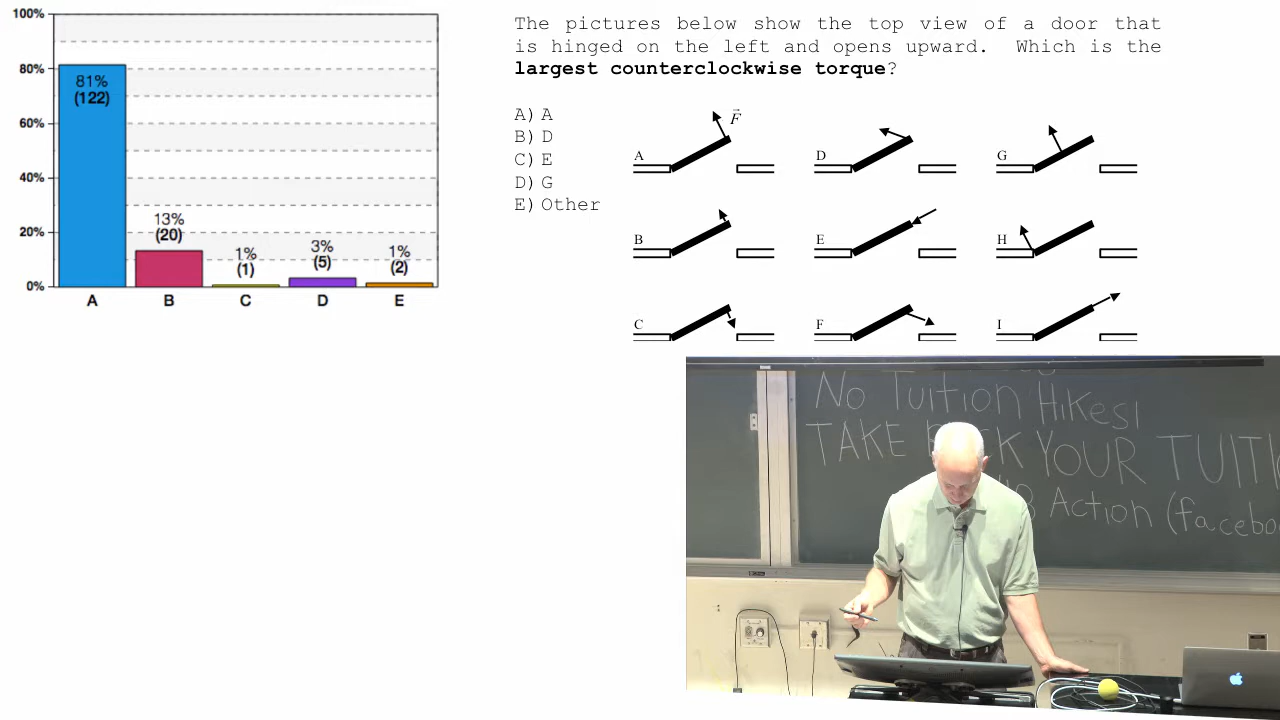 100%
80%
60%
40%
20%
0%
81%
(122)
13%
(20)
1%
(1)
3%
(5)
1%
(2)
A B C D E
The pictures below show the top view of a door that
is hinged on the left and opens upward. Which is the
largest counterclockwise torque?
A) A
B) D
C) E
D) G
E) Other
F
A D G
B E H
C F I
No Tuition Hikes!
TAKE YOUR
Action (facebo